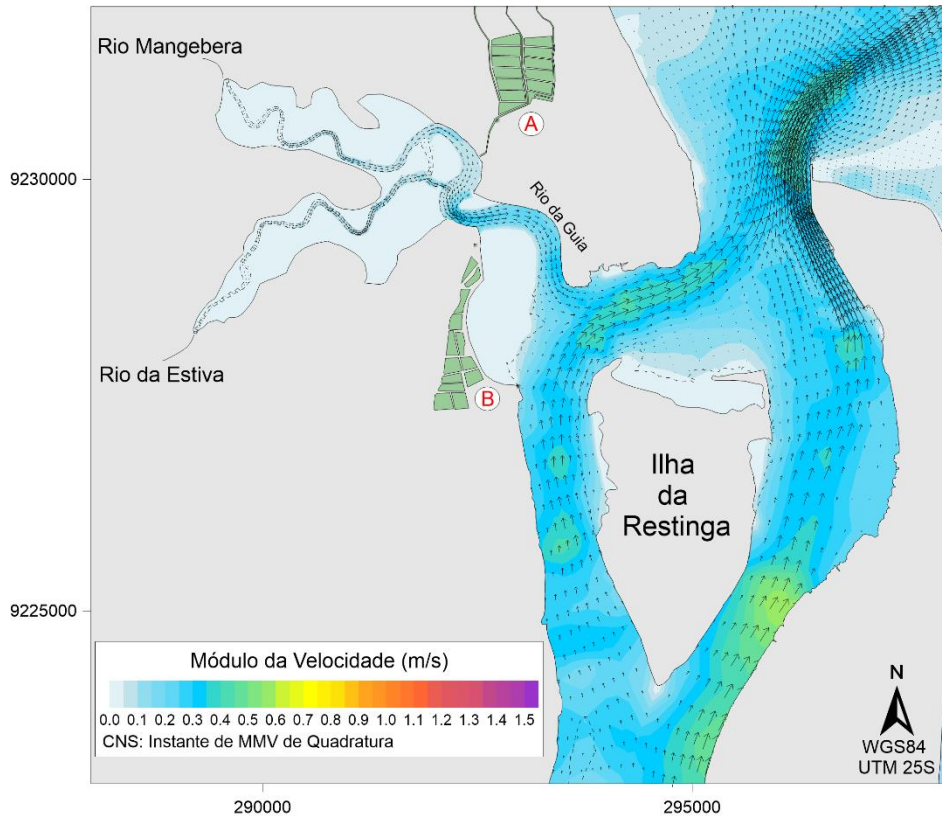 Rio Mangebera
A
9230000
Rio da Guia
Rio da Estiva
B
Ilha
da
Restinga
9225000
Módulo da Velocidade (m/s)
0.0 0.1 0.2 0.3 0.4 0.5 0.6 0.7 0.8 0.9 1.0 1.1 1.2 1.3 1.4 1.5
CNS: Instante de MMV de Quadratura
N
WGS84
UTM 25S
290000 295000